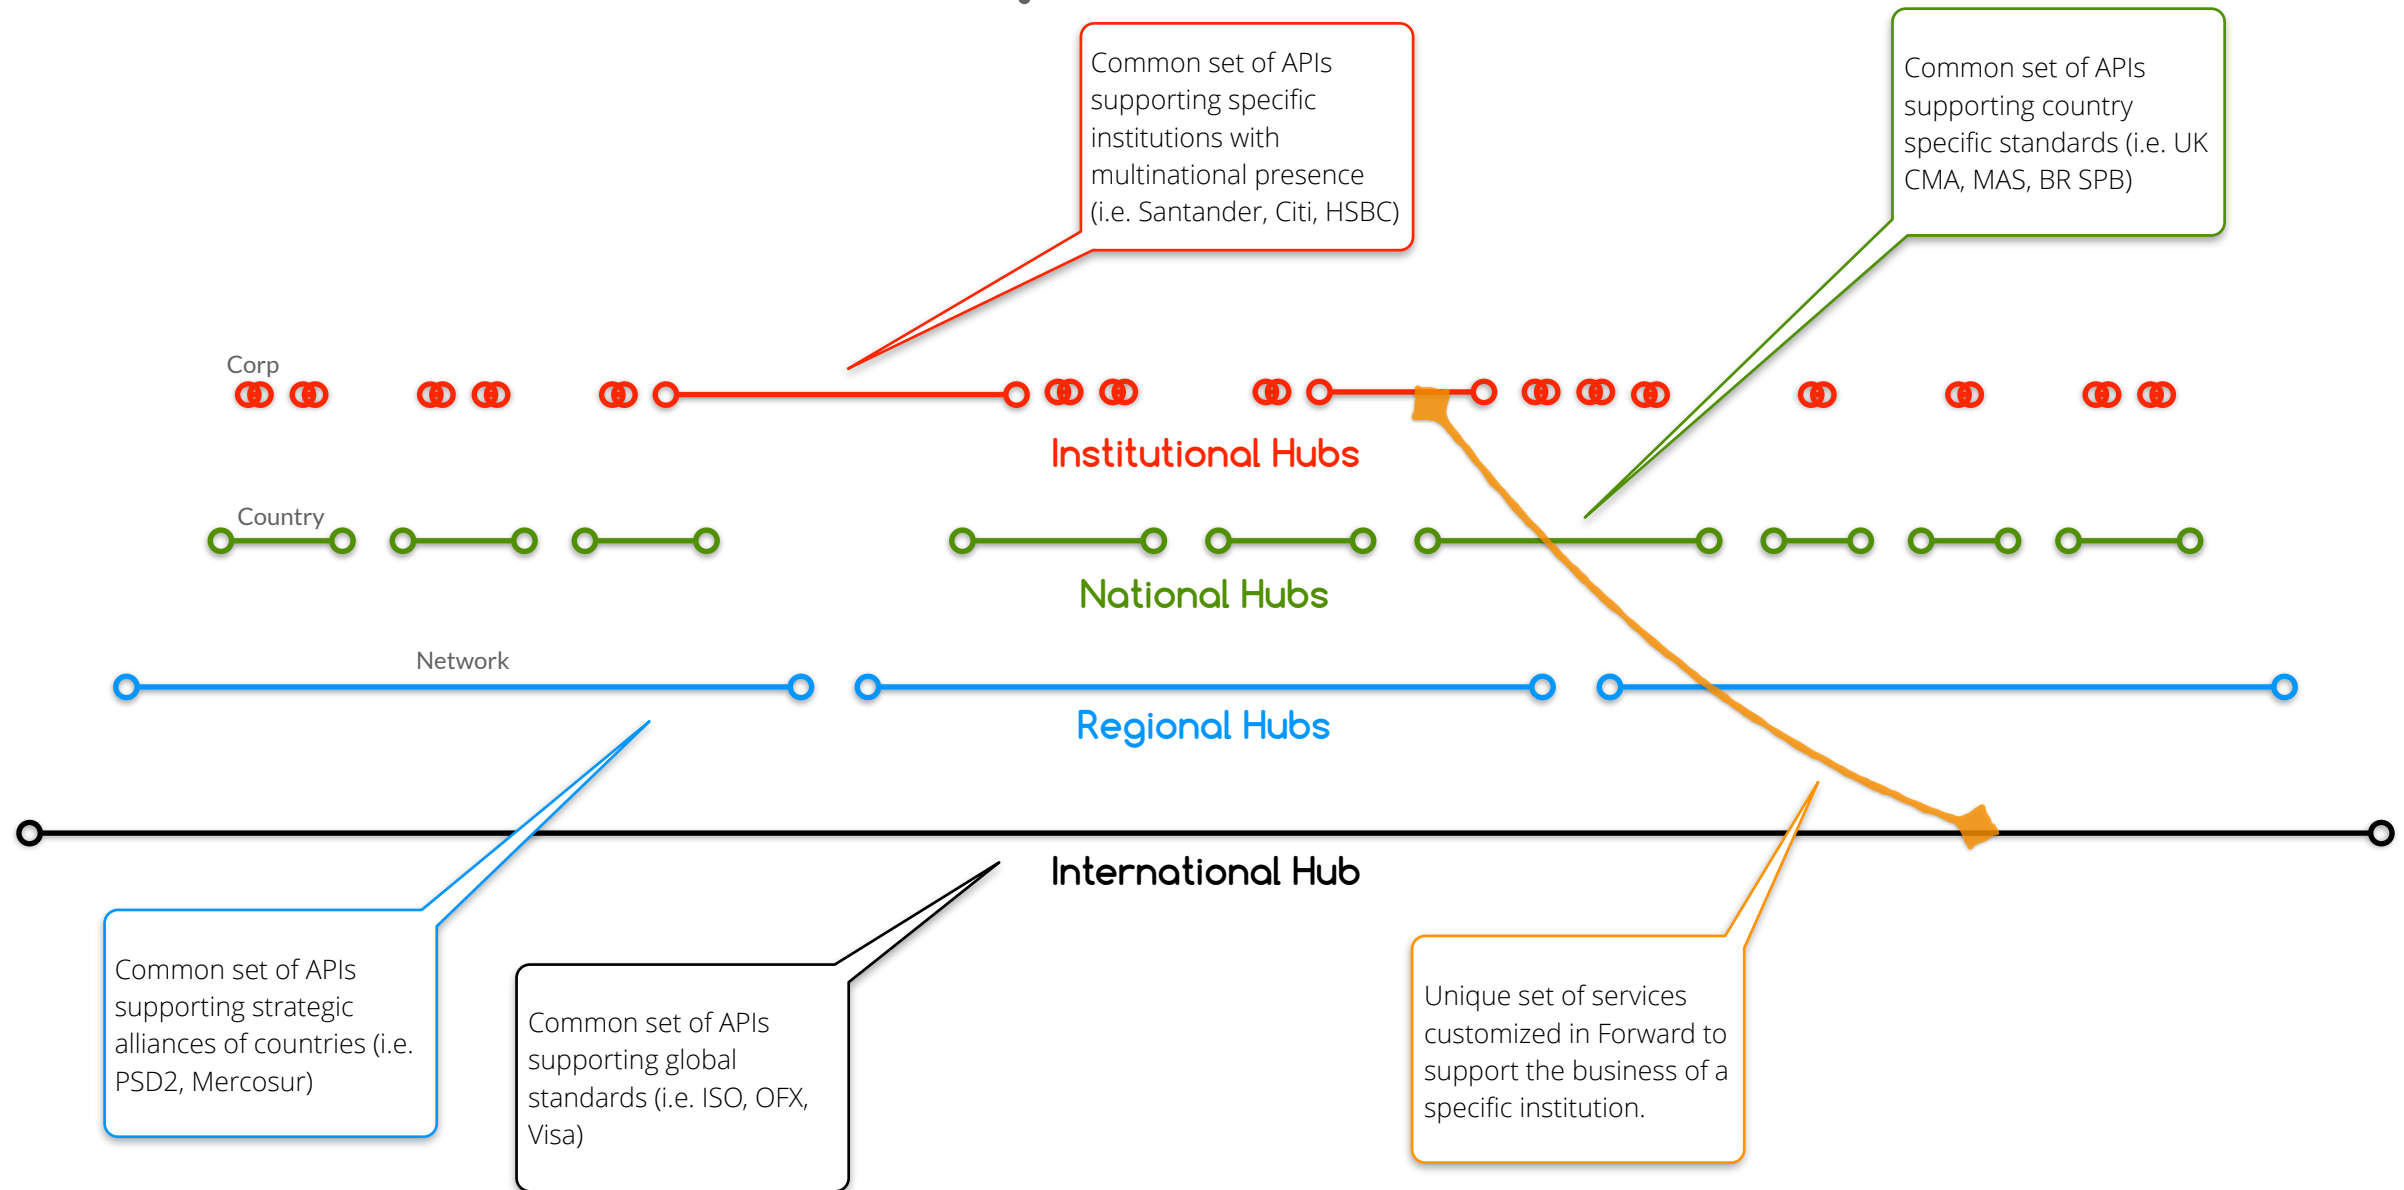 Common set of APIs
supporting specific
institutions with
multinational presence
(i.e. Santander, Citi, HSBC)
Common set of APIs
supporting country
specific standards (i.e. UK
CMA, MAS, BR SPB)
Corp
Institutional Hubs
Country
National Hubs
Network
Regional Hubs
International Hub
Common set of APIs
supporting strategic
alliances of countries (i.e.
PSD2, Mercosur)
Common set of APIs
supporting global
standards (i.e. ISO, OFX,
Visa)
Unique set of services
customized in Forward to
support the business of a
specific institution.